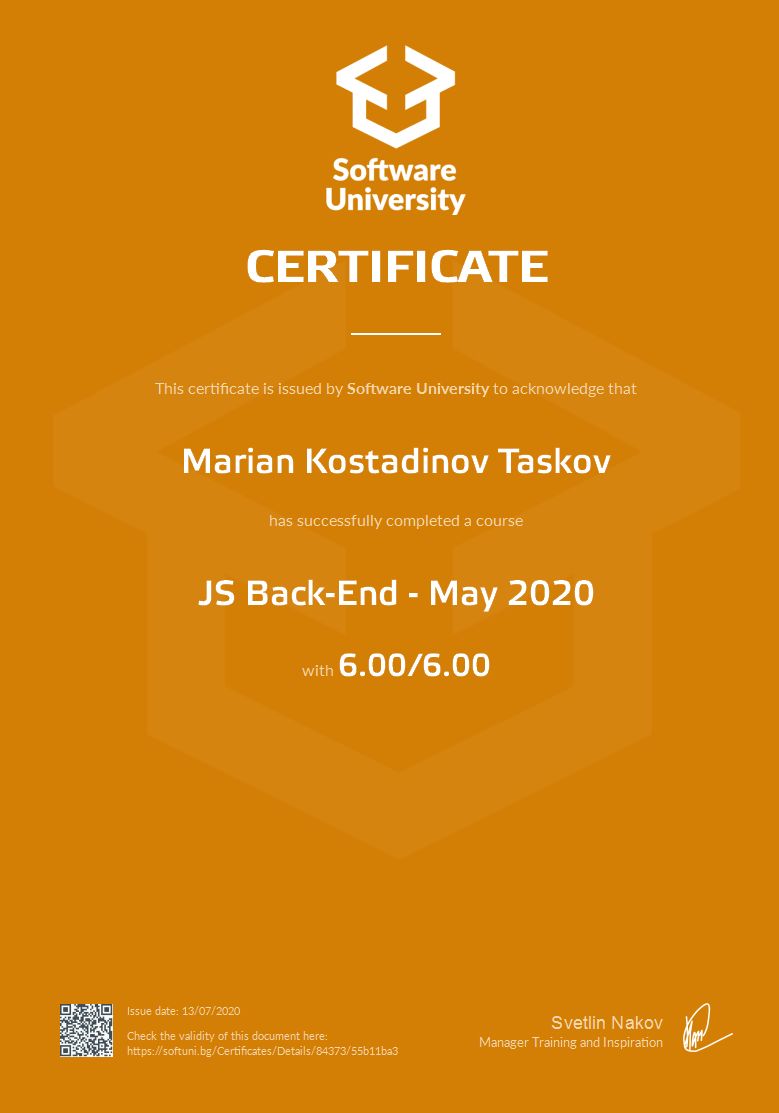 Software
University
CERTIFICATE
This certificate is issued by Software University to acknowledge that
Marian Kostadinov Taskov
has successfully completed a course
JS Back-End - May 2020
with 6.00/6.00
Issue date: 13/07/2020
Check the validity of this document here:
https://softuni.bg/Certificates/Details/84373/55b11ba3
Svetlin Nakov
Manager Training and Inspiration